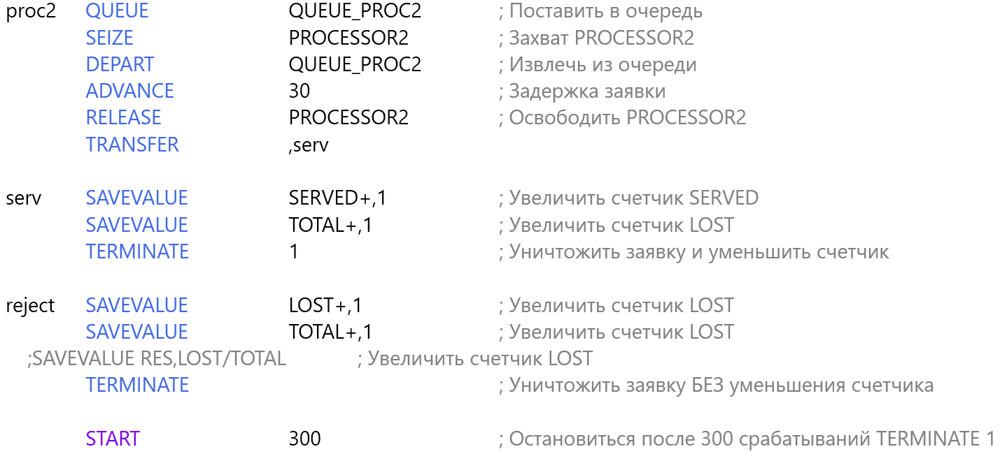 proc2 QUEUE QUEUE_PROC2 ; Поставить в очередь
SEIZE PROCESSOR2 ; Захват PROCESSOR2
DEPART QUEUE_PROC2 ; Извлечь из очереди
ADVANCE 30 ; Задержка заявки
RELEASE PROCESSOR2 ; Освободить PROCESSOR2
TRANSFER ,serv
serv SAVEVALUE SERVED+,1 ; Увеличить счетчик SERVED
SAVEVALUE TOTAL+,1 ; Увеличить счетчик LOST
TERMINATE 1 ; Уничтожить заявку и уменьшить счетчик
reject SAVEVALUE LOST+,1 ; Увеличить счетчик LOST
SAVEVALUE TOTAL+,1 ; Увеличить счетчик LOST
;SAVEVALUE RES,LOST/TOTAL ; Увеличить счетчик LOST
TERMINATE ; Уничтожить заявку БЕЗ уменьшения счетчика
START 300 ; Остановиться после 300 срабатываний TERMINATE 1